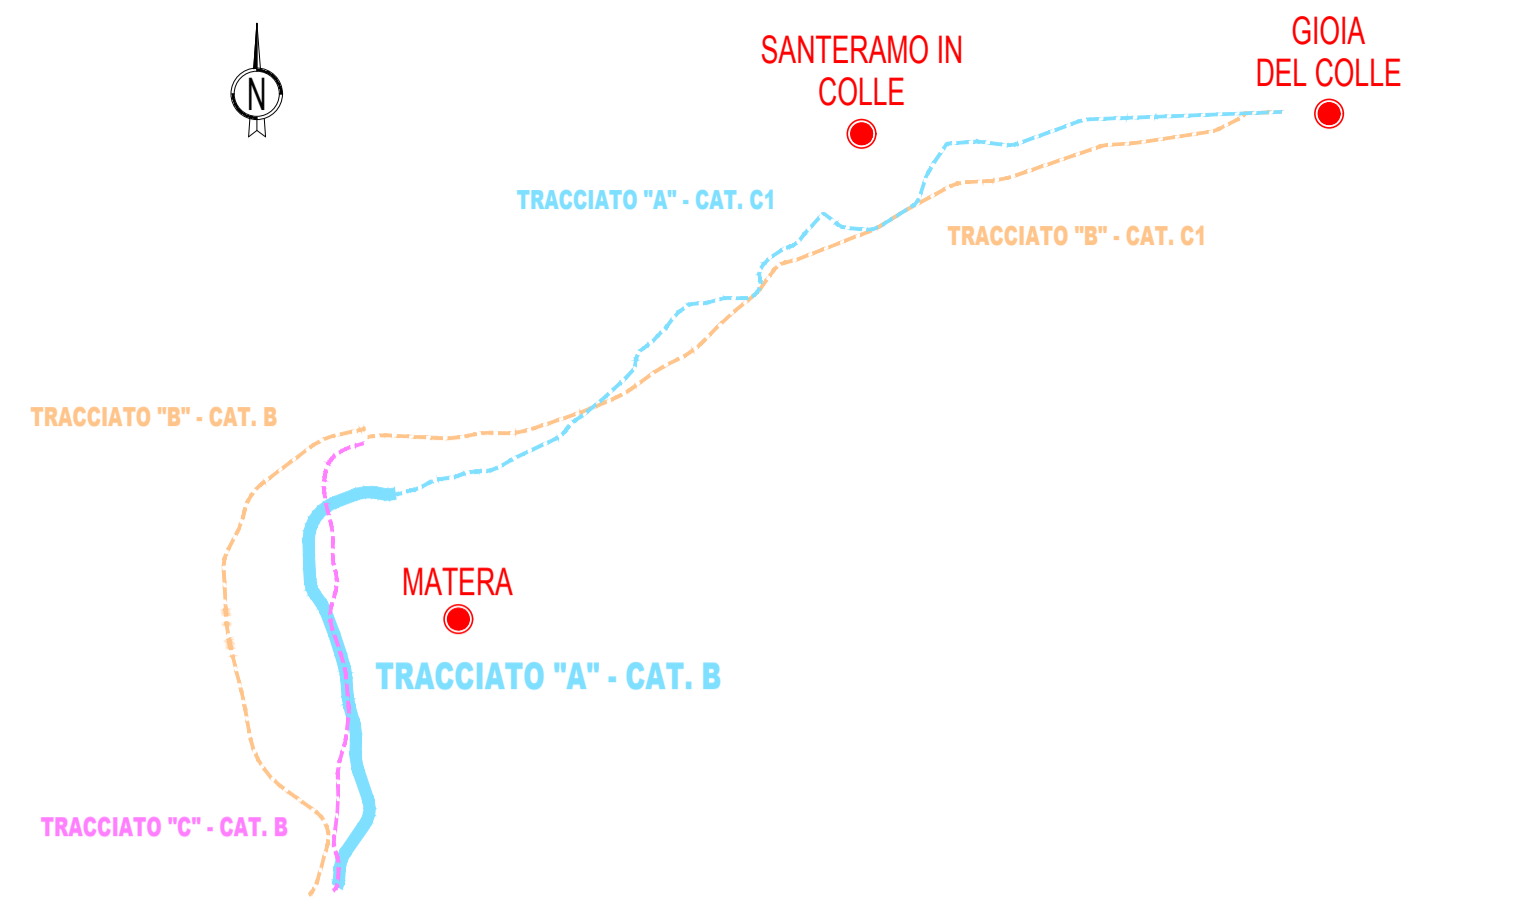 GIOIA
DEL COLLE
SANTERAMO IN
COLLE
N
TRACCIATO "A" - CAT. C1
TRACCIATO "B" - CAT. C1
TRACCIATO "B" - CAT. B
MATERA
TRACCIATO "A" - CAT. B
TRACCIATO "C" - CAT. B